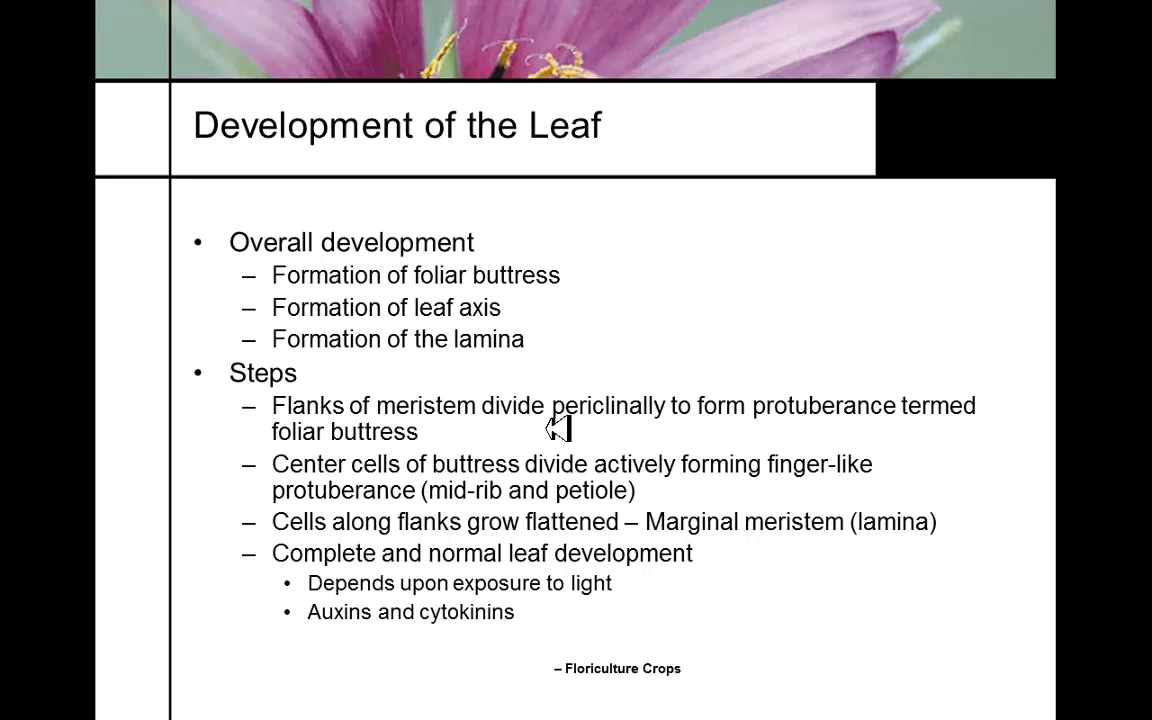 Development of the Leaf
• Overall development
– Formation of foliar buttress
– Formation of leaf axis
– Formation of the lamina
• Steps
– Flanks of meristem divide periclinally to form protuberance termed
foliar buttress
– Center cells of buttress divide actively forming finger-like
protuberance (mid-rib and petiole)
– Cells along flanks grow flattened – Marginal meristem (lamina)
– Complete and normal leaf development
• Depends upon exposure to light
• Auxins and cytokinins
– Floriculture Crops